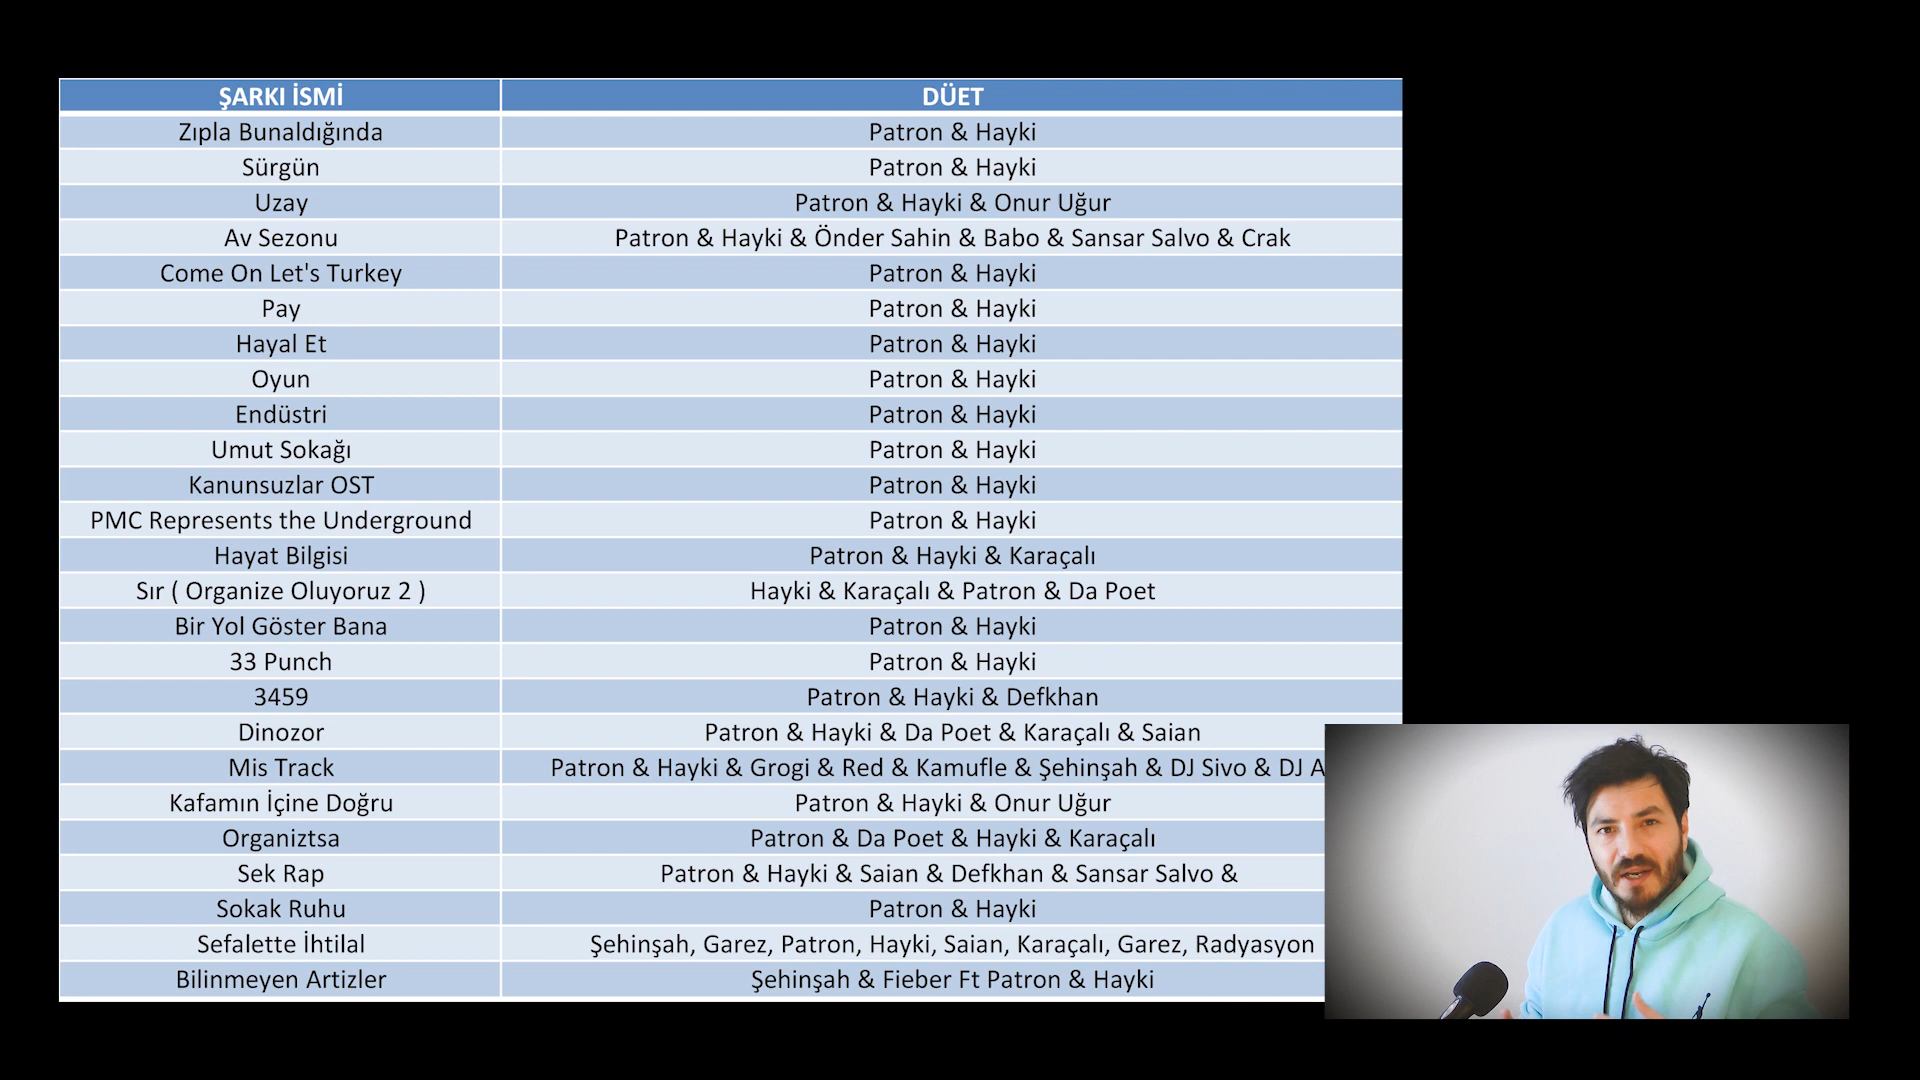 ŞARKI İSMİ DÜET
Zıpla Bunaldığında Patron & Hayki
Sürgün Patron & Hayki
Uzay Patron & Hayki & Onur Uğur
Av Sezonu Patron & Hayki & Önder Sahin & Babo & Sansar Salvo & Crak
Come On Let's Turkey Patron & Hayki
Pay Patron & Hayki
Hayal Et Patron & Hayki
Oyun Patron & Hayki
Endüstri Patron & Hayki
Umut Sokağı Patron & Hayki
Kanunsuzlar OST Patron & Hayki
PMC Represents the Underground Patron & Hayki
Hayat Bilgisi Patron & Hayki & Karaçalı
Sır ( Organize Oluyoruz 2 ) Hayki & Karaçalı & Patron & Da Poet
Bir Yol Göster Bana Patron & Hayki
33 Punch Patron & Hayki
3459 Patron & Hayki & Defkhan
Dinozor Patron & Hayki & Da Poet & Karaçalı & Saian
Mis Track Patron & Hayki & Grogi & Red & Kamufle & Şehinşah & DJ Sivo & DJ
Kafamın İçine Doğru Patron & Hayki & Onur Uğur
Organiztsa Patron & Da Poet & Hayki & Karaçalı
Sek Rap Patron & Hayki & Saian & Defkhan & Sansar Salvo &
Sokak Ruhu Patron & Hayki
Sefalette İhtilal Şehinşah, Garez, Patron, Hayki, Saian, Karaçalı, Garez, Radyasyon
Bilinmeyen Artizler Şehinşah & Fieber Ft Patron & Hayki